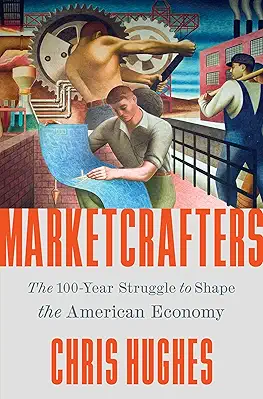 MARKETCRAFTERS
The 100-Year Struggle to Shape
the American Economy
CHRIS HUGHES